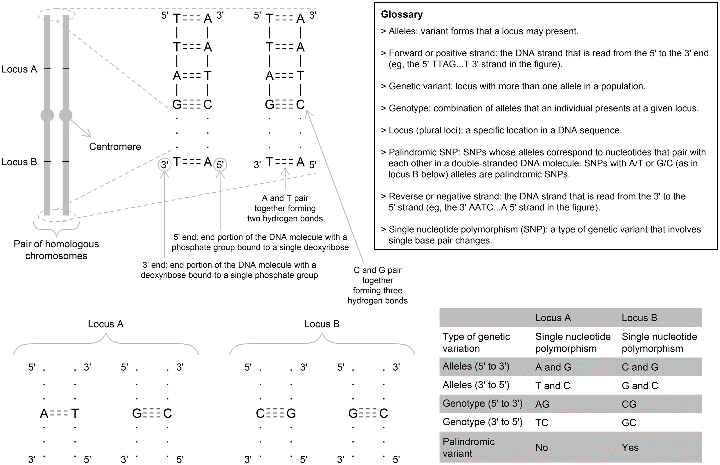 5' T A 3' 5' T A 3'
T A T A
Locus A
A T A T
G C G C
Centromere
Locus B
3' T A 5' 3' T A 5'
A and T pair
together forming
two hydrogen bonds
Pair of homologous
chromosomes
5' end: end portion of the DNA molecule with a
phosphate group bound to a single deoxyribose
3' end: end portion of the DNA molecule with a
deoxyribose bound to a single phosphate group
C and G pair
together
forming three
hydrogen bonds
Glossary
> Alleles: variant forms that a locus may present.
> Forward or positive strand: the DNA strand that is read from the 5' to the 3' end
(eg, the 5' TTAG...T 3' strand in the figure).
> Genetic variant: locus with more than one allele in a population.
> Genotype: combination of alleles that an individual presents at a given locus.
> Locus (plural loci): a specific location in a DNA sequence.
> Palindromic SNP: SNPs whose alleles correspond to nucleotides that pair with
each other in a double-stranded DNA molecule. SNPs with A/T or G/C (as in
locus B below) alleles are palindromic SNPs.
> Reverse or negative strand: the DNA strand that is read from the 3' to the
5' strand (eg, the 3' AATC...A 5' strand in the figure).
> Single nucleotide polymorphism (SNP): a type of genetic variant that involves
single base pair changes.
Locus A
5' 3' 5' 3'
A T G C
3' 5' 3' 5'
Locus B
5' 3' 5' 3'
C G G C
3' 5' 3' 5'
Locus A Locus B
Type of genetic Single nucleotide Single nucleotide
variation polymorphism polymorphism
Alleles (5' to 3') A and G C and G
Alleles (3' to 5') T and C G and C
Genotype (5' to 3') AG CG
Genotype (3' to 5') TC GC
Palindromic No Yes
variant